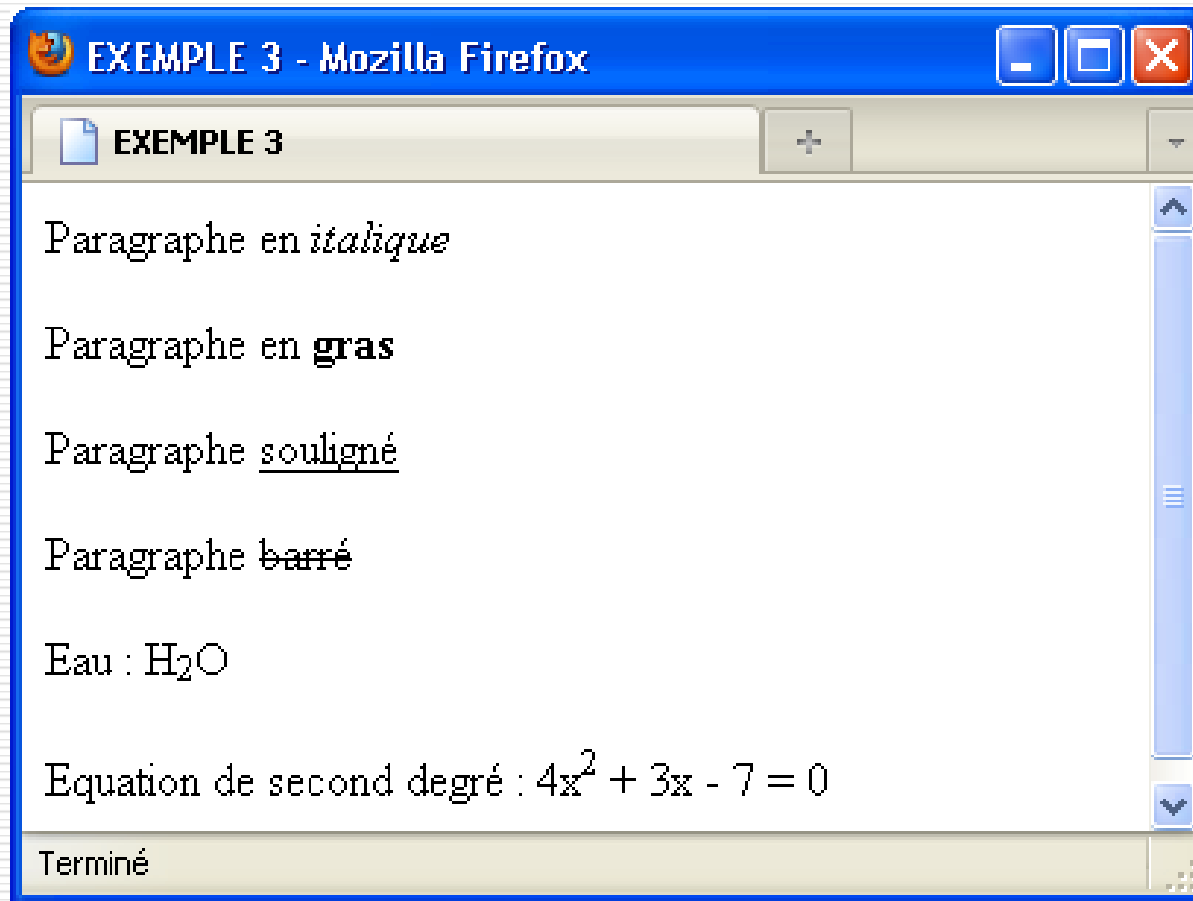 EXEMPLE 3 - Mozilla Firefox
EXEMPLE 3
Paragraphe en italique
Paragraphe en gras
Paragraphe souligné
Paragraphe barré
Eau : H₂O
Equation de second degré : 4x² + 3x - 7 = 0
Terminé